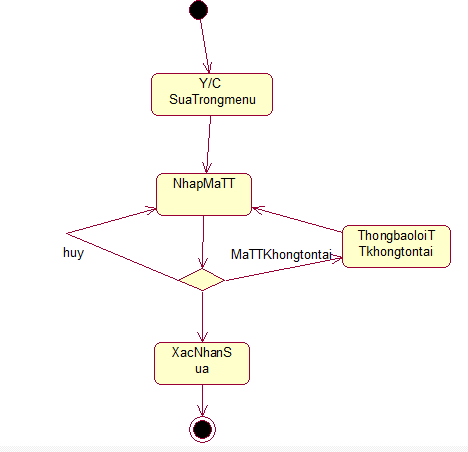 Y/C
SuaTrongmenu
NhapMaTT
ThongbaoloiT
Tkhongtontai
MaTTKhongtontai
huy
XacNhanS
ua